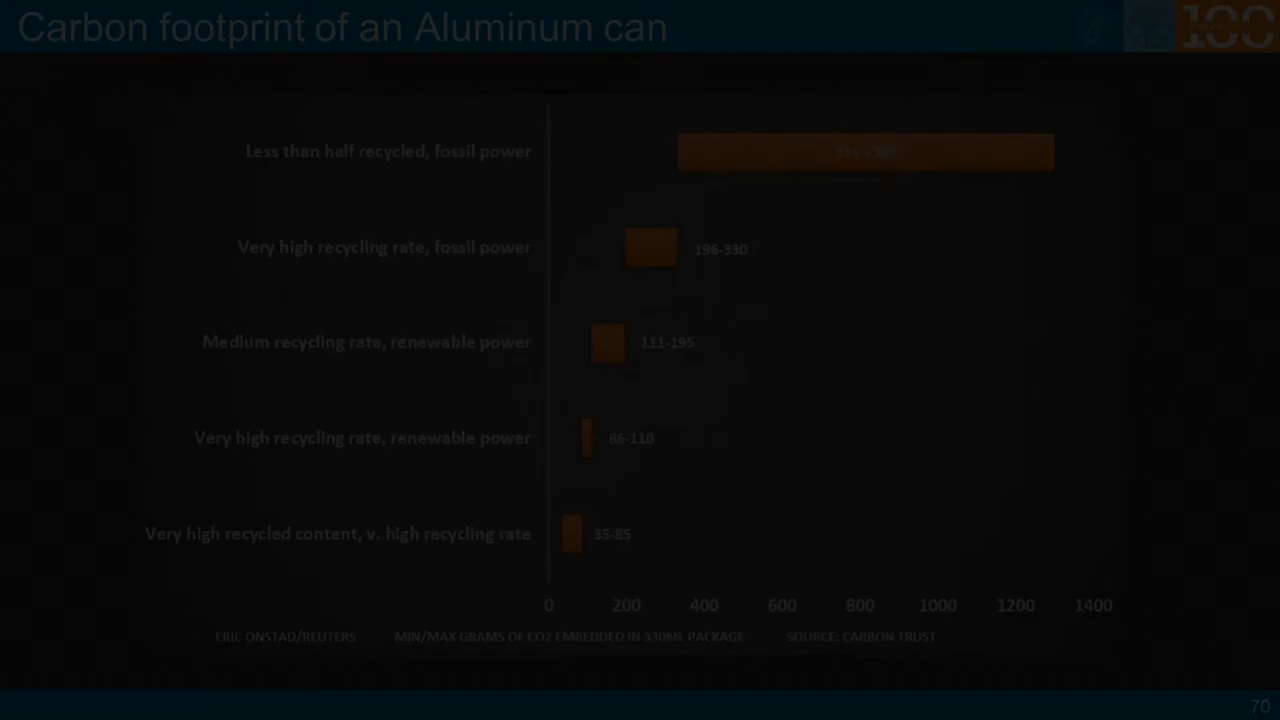 Carbon footprint of an Aluminum can
100
Less than half recycled, fossil power
Very high recycling rate, fossil power
196-330
Medium recycling rate, renewable power
111-195
Very high recycling rate, renewable power
86-110
Very high recycled content, v. high recycling rate
35-85
0 200 400 600 800 1000 1200 1400
ERIC ONSTAD/REUTERS MIN/MAX GRAMS OF CO2 EMBEDDED IN 330ML PACKAGE SOURCE: CARBON TRUST
70